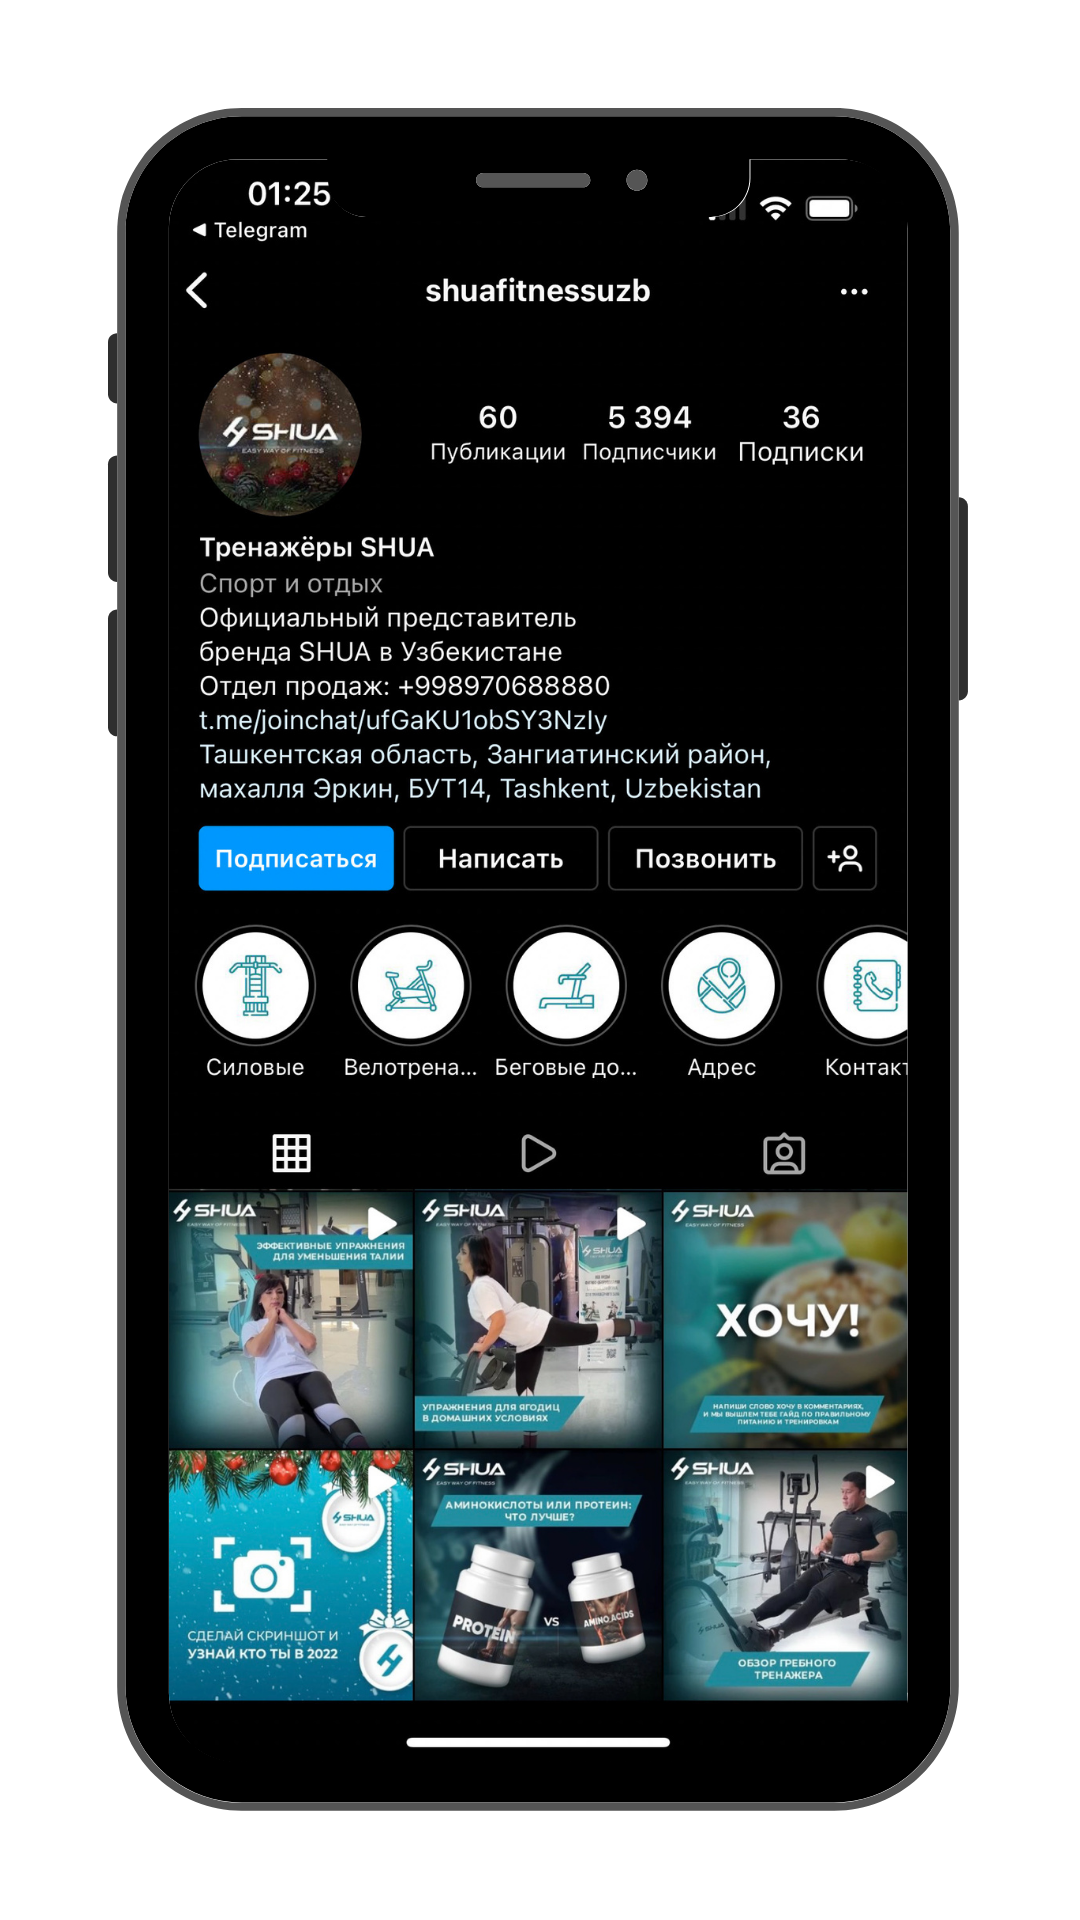 01:25
◀ Telegram
shuafitnessuzb
SHUA
EASY WAY OF FITNESS
60
Публикации
5 394
Подписчики
36
Подписки
Тренажёры SHUA
Спорт и отдых
Официальный представитель
бренда SHUA в Узбекистане
Отдел продаж: +998970688880
t.me/joinchat/ufGaKU1obSY3NzIy
Ташкентская область, Зангиатинский район,
махалля Эркин, БУТ14, Tashkent, Uzbekistan
Подписаться
Написать
Позвонить
Силовые
Велотрена...
Беговые до...
Адрес
Контакт
SHUA
EASY WAY OF FITNESS
ЭФФЕКТИВНЫЕ УПРАЖНЕНИЯ
ДЛЯ УМЕНЬШЕНИЯ ТАЛИИ
SHUA
EASY WAY OF FITNESS
SHUA
УПРАЖНЕНИЯ ДЛЯ ЯГОДИЦ
В ДОМАШНИХ УСЛОВИЯХ
SHUA
EASY WAY OF FITNESS
ХОЧУ!
НАПИШИ СЛОВО ХОЧУ В КОММЕНТАРИЯХ,
И МЫ ВЫШЛЕМ ТЕБЕ ГАЙД ПО ПРАВИЛЬНОМУ
ПИТАНИЮ И ТРЕНИРОВКАМ
SHUA
СДЕЛАЙ СКРИНШОТ И
УЗНАЙ КТО ТЫ В 2022
SHUA
EASY WAY OF FITNESS
АМИНОКИСЛОТЫ ИЛИ ПРОТЕИН:
ЧТО ЛУЧШЕ?
PROTEIN
VS
AMINO ACIDS
SHUA
EASY WAY OF FITNESS
ОБЗОР ГРЕБНОГО
ТРЕНАЖЕРА